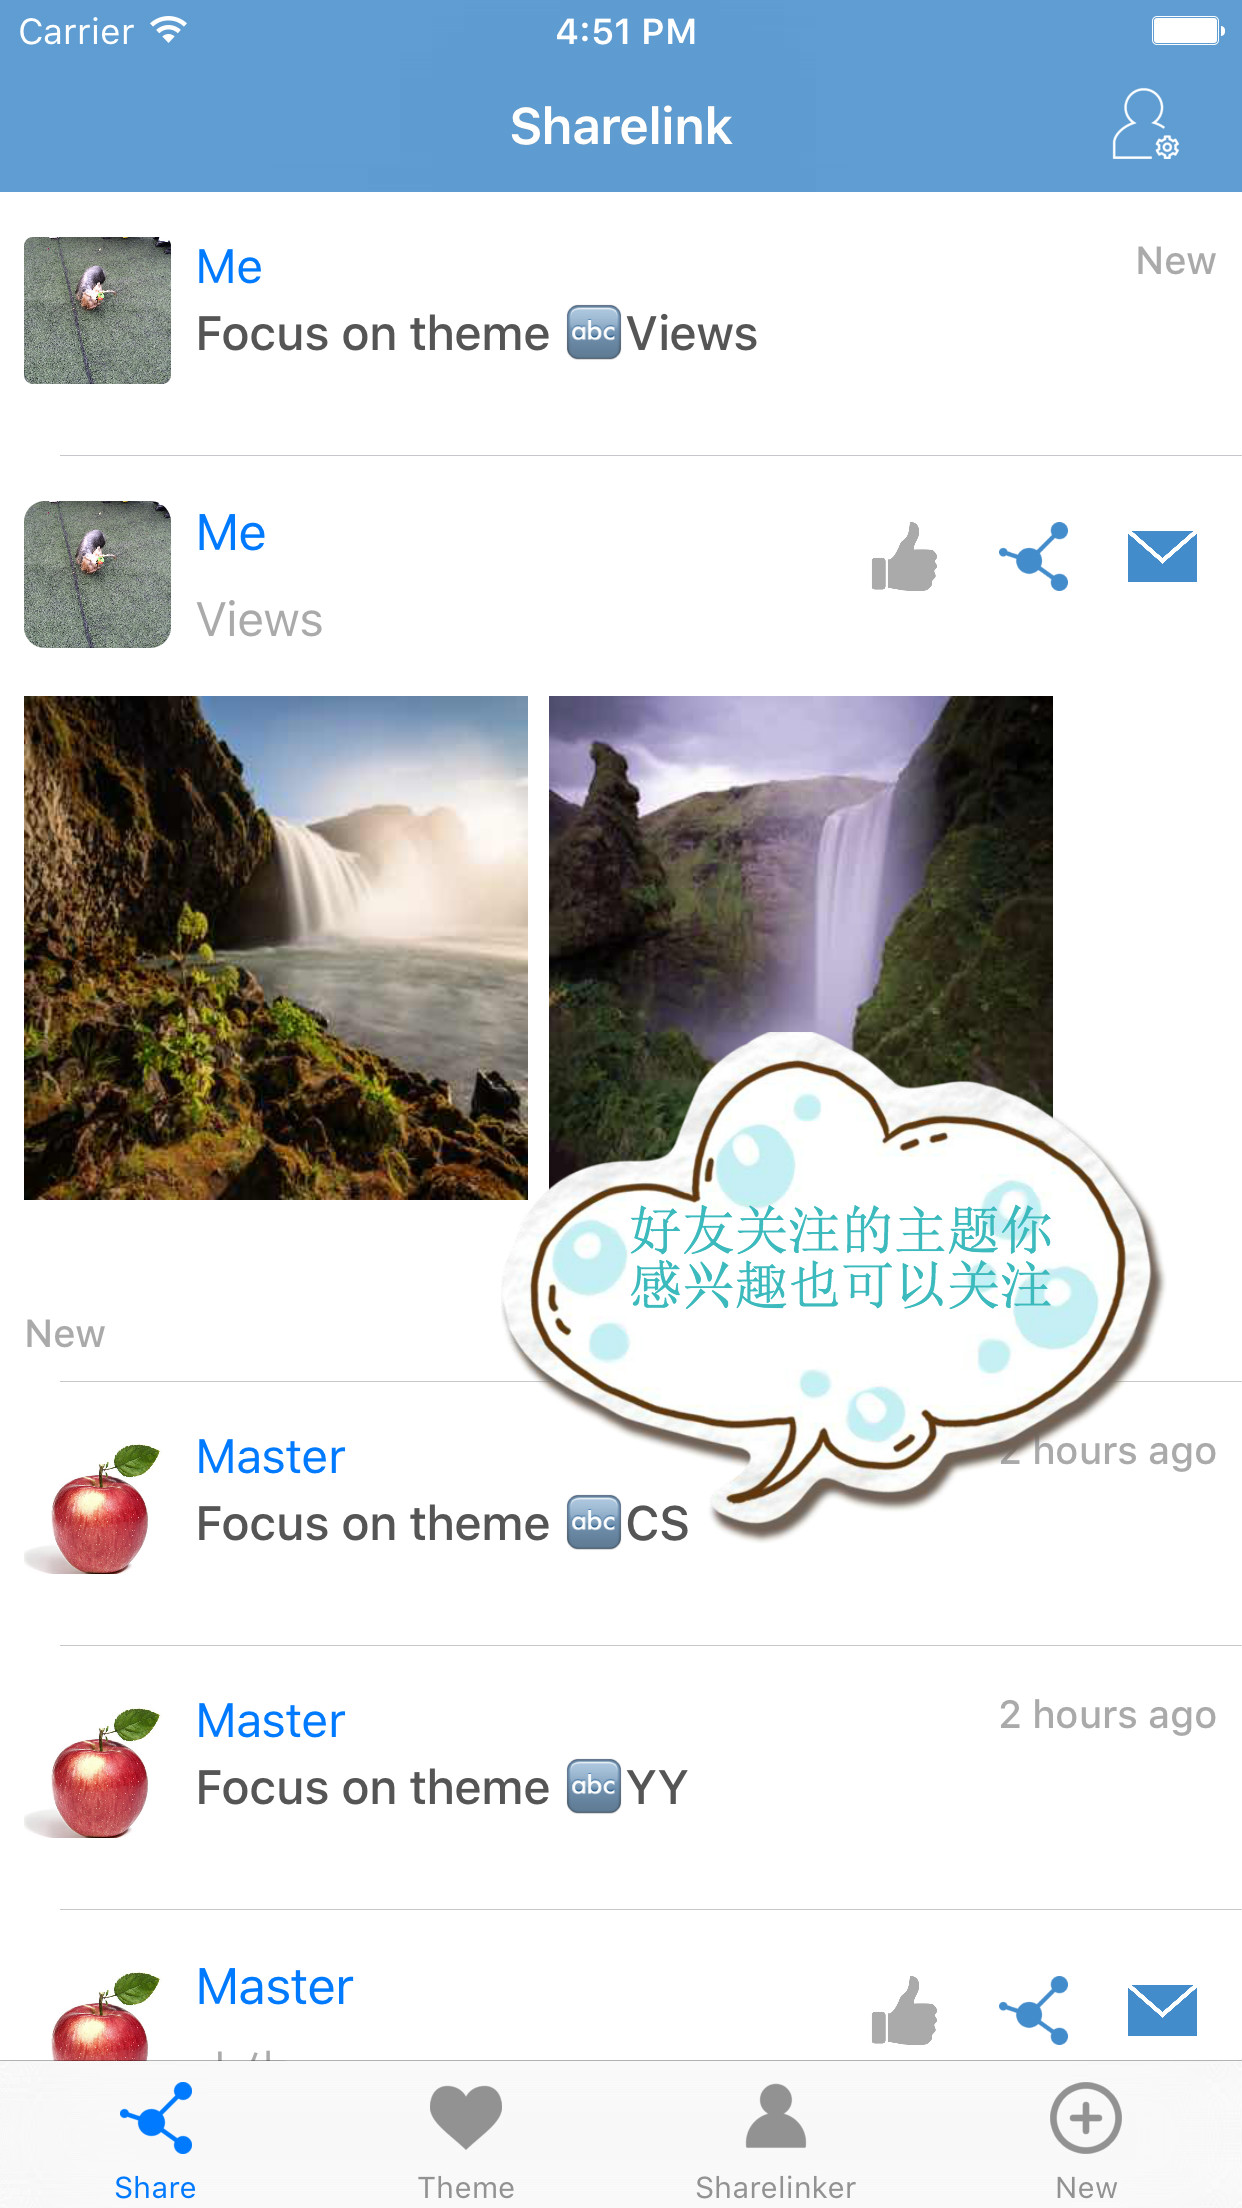 Carrier 4:51 PM
Sharelink
Me New
Focus on theme 🔤Views
Me
Views
好友关注的主题你
感兴趣也可以关注
New
Master 2 hours ago
Focus on theme 🔤CS
Master 2 hours ago
Focus on theme 🔤YY
Master
Share Theme Sharelinker New